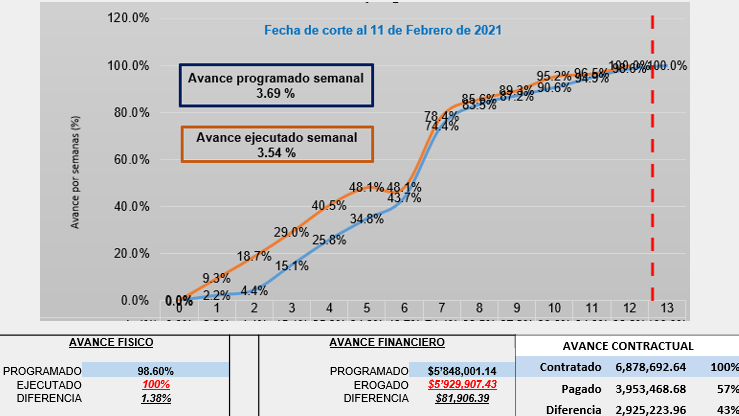 120.0%
Fecha de corte al 11 de Febrero de 2021
100.0%
Avance programado semanal
3.69 %
80.0%
Avance ejecutado semanal
3.54 %
60.0%
40.0%
20.0%
0.0%
Avance por semanas (%)
0.0%
9.3%
18.7%
29.0%
40.5%
48.1%
48.1%
78.4%
85.6%
89.3%
95.2%
96.5%
100.0%
2.2%
4.4%
15.1%
25.8%
34.8%
43.7%
74.4%
83.3%
87.2%
90.6%
94.9%
98.6%
100.0%
0 1 2 3 4 5 6 7 8 9 10 11 12 13
AVANCE FISICO
PROGRAMADO 98.60%
EJECUTADO 100%
DIFERENCIA 1.38%
AVANCE FINANCIERO
PROGRAMADO $5'848,001.14
EROGADO $5'929,907.43
DIFERENCIA $81,906.39
AVANCE CONTRACTUAL
Contratado 6,878,692.64 100%
Pagado 3,953,468.68 57%
Diferencia 2,925,223.96 43%